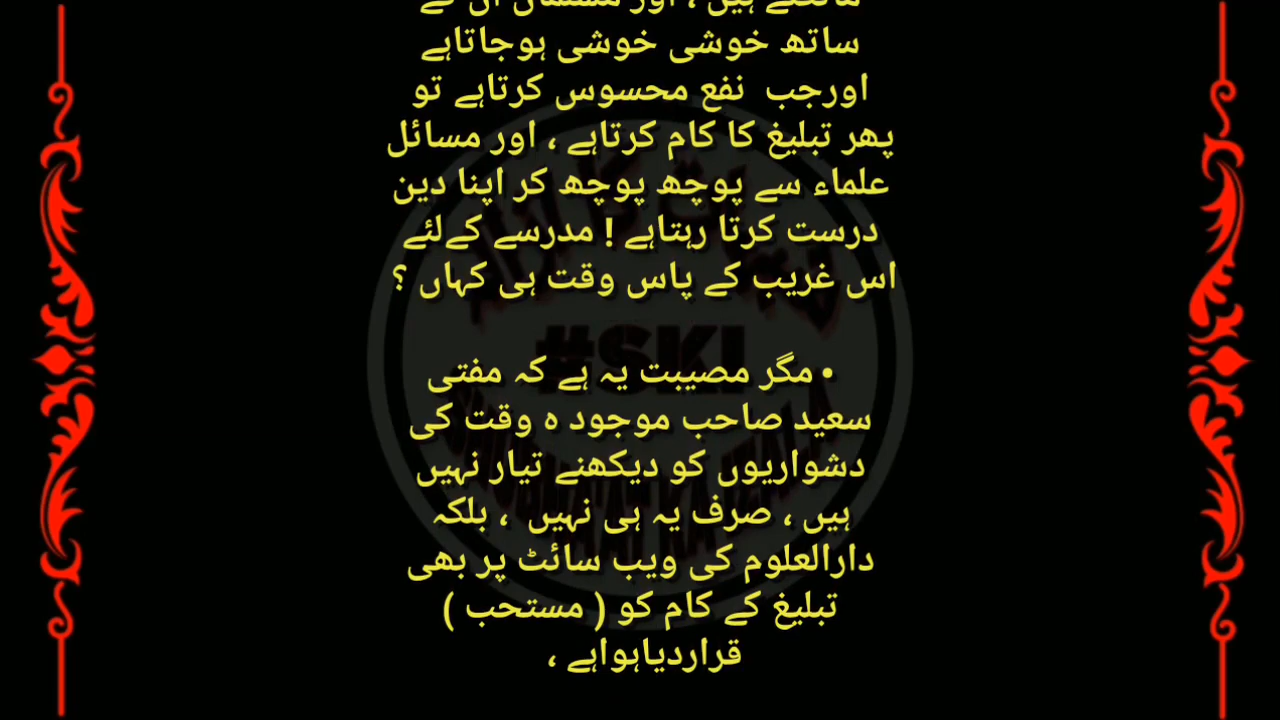 ساتھ خوشی خوشی ہوجاتاہے
اورجب نفع محسوس کرتاہے تو
پھر تبلیغ کا کام کرتاہے ، اور مسائل
علماء سے پوچھ پوچھ کر اپنا دین
درست کرتا رہتاہے ! مدرسے کےلئے
اس غریب کے پاس وقت ہی کہاں ؟
• مگر مصیبت یہ ہے کہ مفتی
سعید صاحب موجود ہ وقت کی
دشواریوں کو دیکھنے تیار نہیں
ہیں ، صرف یہ ہی نہیں ، بلکہ
دارالعلوم کی ویب سائٹ پر بھی
تبلیغ کے کام کو ( مستحب )
قراردیاہواہے ،
#SKI